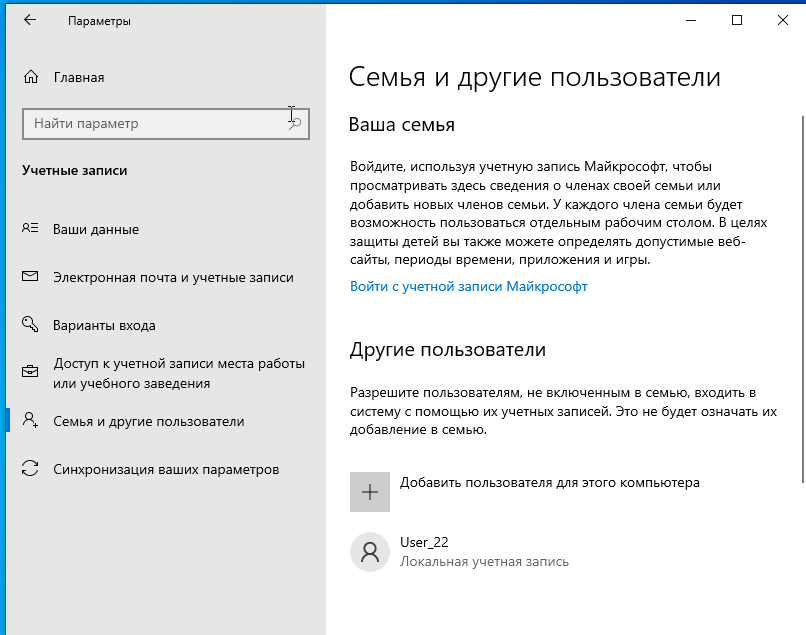 Параметры
Главная
Найти параметр
Учетные записи
Ваши данные
Электронная почта и учетные записи
Варианты входа
Доступ к учетной записи места работы
или учебного заведения
Семья и другие пользователи
Синхронизация ваших параметров
Семья и другие пользователи
Ваша семья
Войдите, используя учетную запись Майкрософт, чтобы
просматривать здесь сведения о членах своей семьи или
добавить новых членов семьи. У каждого члена семьи будет
возможность пользоваться отдельным рабочим столом. В целях
защиты детей вы также можете определять допустимые веб-
сайты, периоды времени, приложения и игры.
Войти с учетной записи Майкрософт
Другие пользователи
Разрешите пользователям, не включенным в семью, входить в
систему с помощью их учетных записей. Это не будет означать их
добавление в семью.
Добавить пользователя для этого компьютера
User_22
Локальная учетная запись